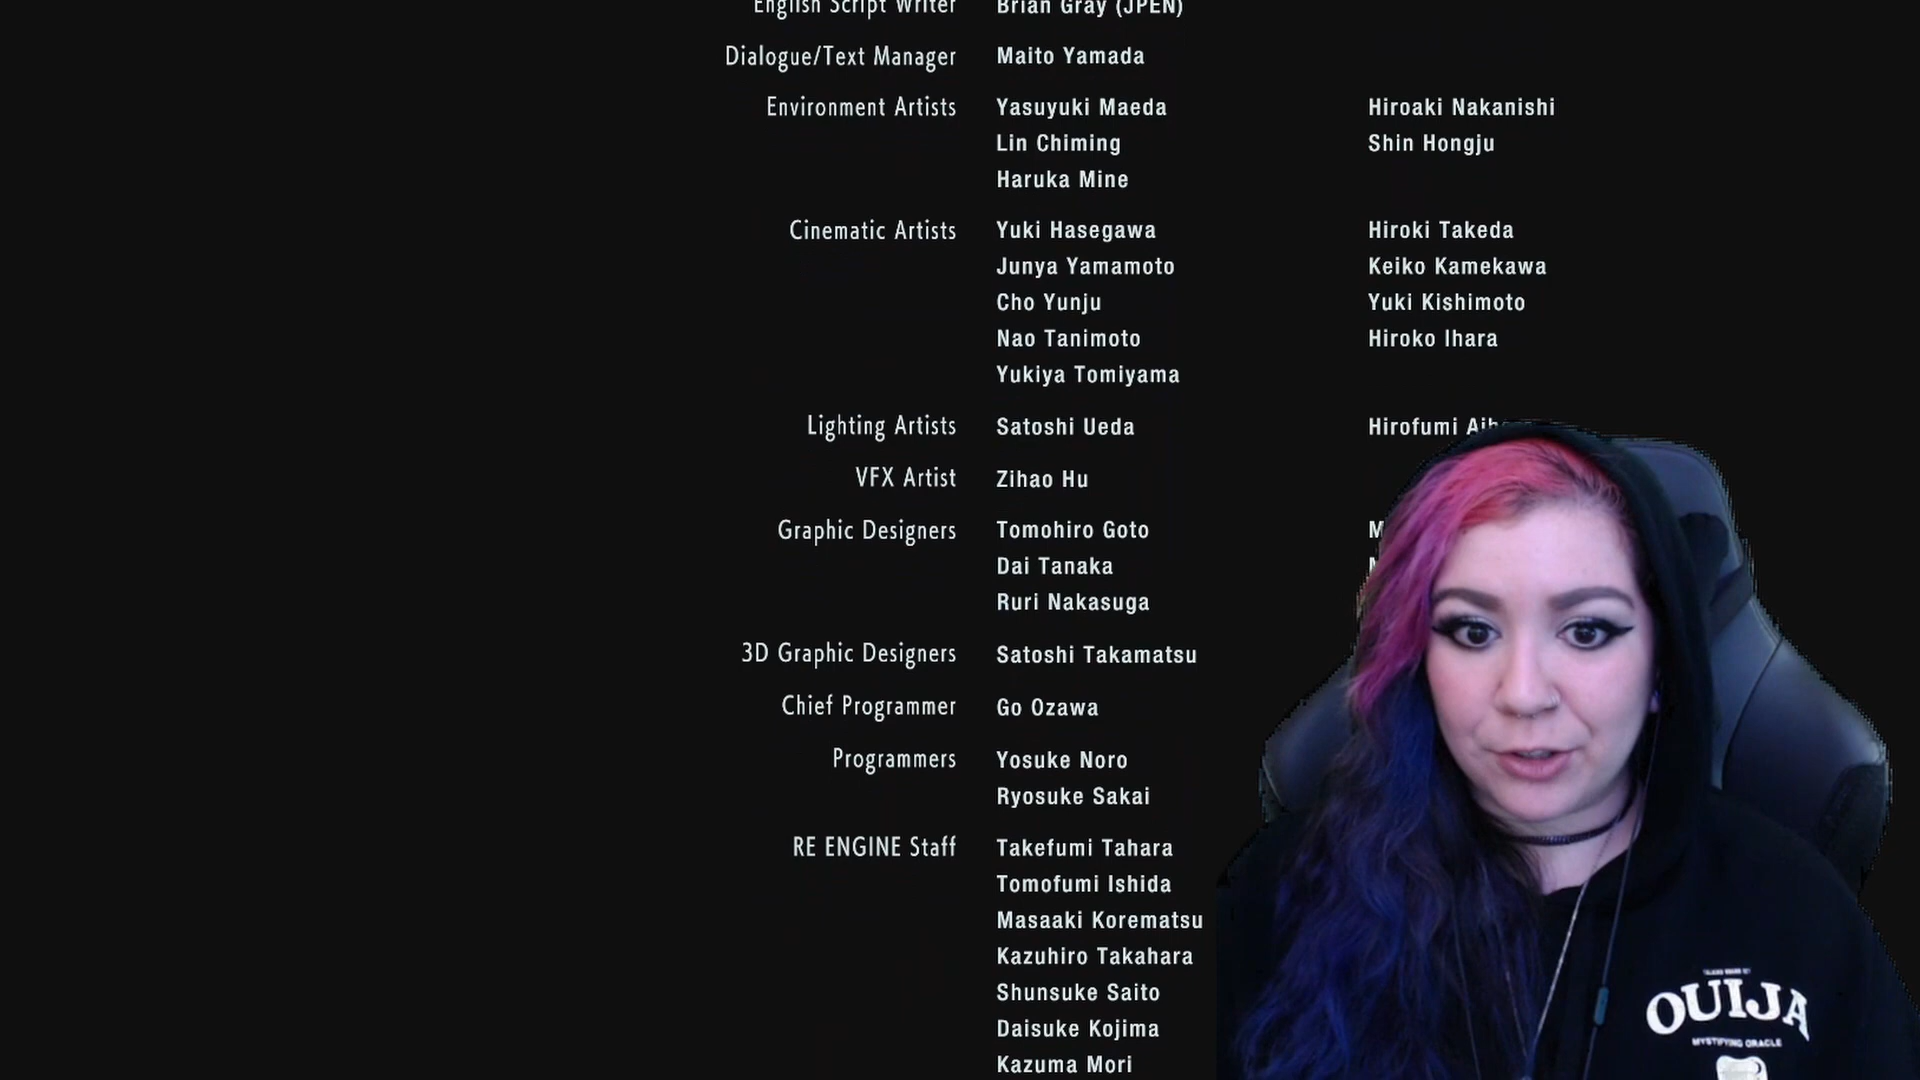 English Script Writer Brian Gray (JPEN)
Dialogue/Text Manager Maito Yamada
Environment Artists Yasuyuki Maeda Hiroaki Nakanishi
Lin Chiming Shin Hongju
Haruka Mine
Cinematic Artists Yuki Hasegawa Hiroki Takeda
Junya Yamamoto Keiko Kamekawa
Cho Yunju Yuki Kishimoto
Nao Tanimoto Hiroko Ihara
Yukiya Tomiyama
Lighting Artists Satoshi Ueda Hirofumi
VFX Artist Zihao Hu
Graphic Designers Tomohiro Goto
Dai Tanaka
Ruri Nakasuga
3D Graphic Designers Satoshi Takamatsu
Chief Programmer Go Ozawa
Programmers Yosuke Noro
Ryosuke Sakai
RE ENGINE Staff Takefumi Tahara
Tomofumi Ishida
Masaaki Korematsu
Kazuhiro Takahara
Shunsuke Saito
Daisuke Kojima
Kazuma Mori
OUIJA
MYSTIFYING ORACLE